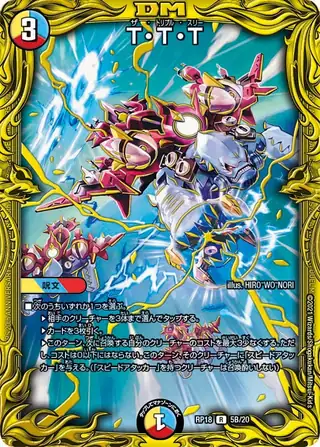 DM
3
ザ・トリプル・スリー
T・T・T
illus. HIRO'WO'NORI
呪文
次のうちいずれか1つを選ぶ。
▶相手のクリーチャーを3体まで選んでタップする。
▶カードを3枚引く。
▶このターン、次に召喚する自分のクリーチャーのコストを最大3少なくする。ただ
し、コストは0以下にはならない。このターン、そのクリーチャーに「スピードアタッ
カー」を与える。(「スピードアタッカー」を持つクリーチャーは召喚酔いしない)
1
RP18 R 5B/20